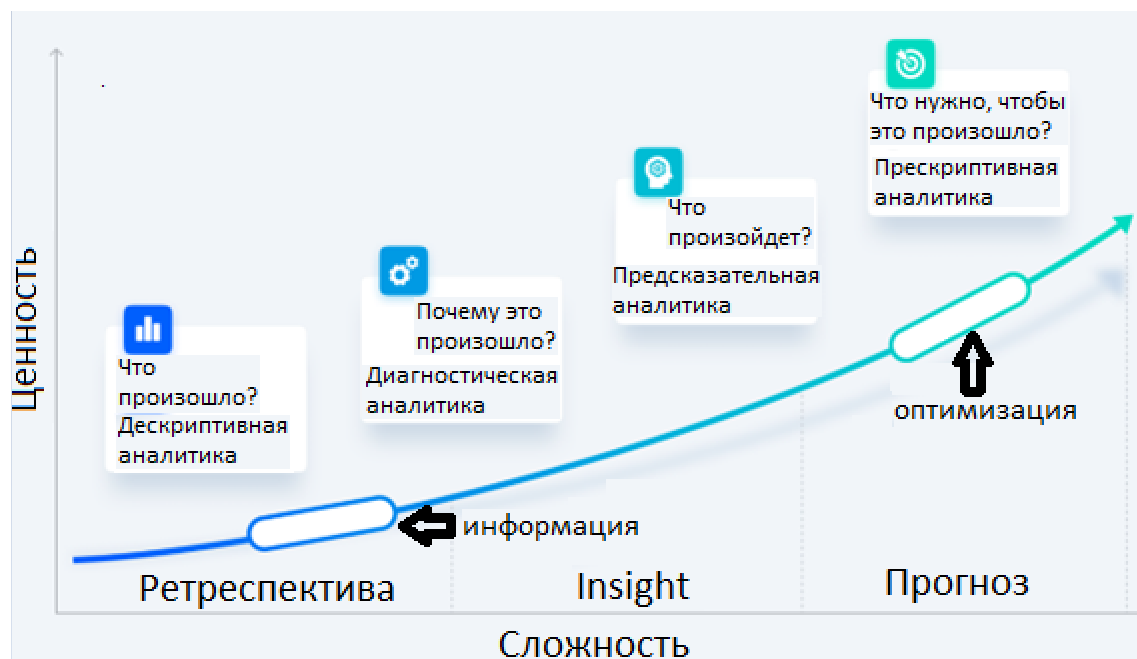 Ценность
Что нужно, чтобы
это произошло?
Прескриптивная
аналитика
Что
произойдет?
Предсказательная
аналитика
Почему это
произошло?
Диагностическая
аналитика
Что
произошло?
Дескриптивная
аналитика
оптимизация
информация
Ретреспектива
Insight
Прогноз
Сложность